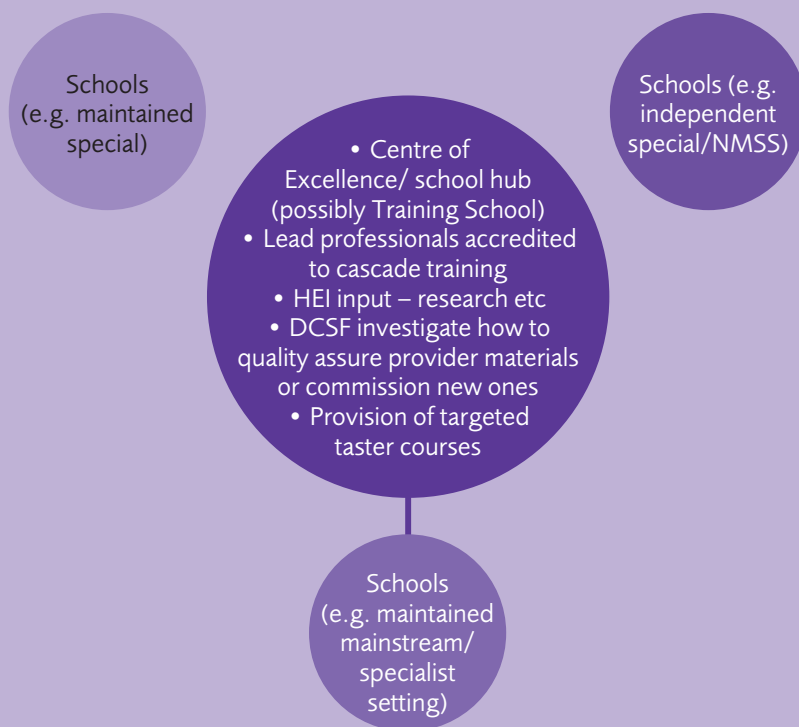 Schools
(e.g. maintained
special)
Schools (e.g.
independent
special/NMSS)
• Centre of
Excellence/ school hub
(possibly Training School)
• Lead professionals accredited
to cascade training
• HEI input – research etc
• DCSF investigate how to
quality assure provider materials
or commission new ones
• Provision of targeted
taster courses
Schools
(e.g. maintained
mainstream/
specialist
setting)